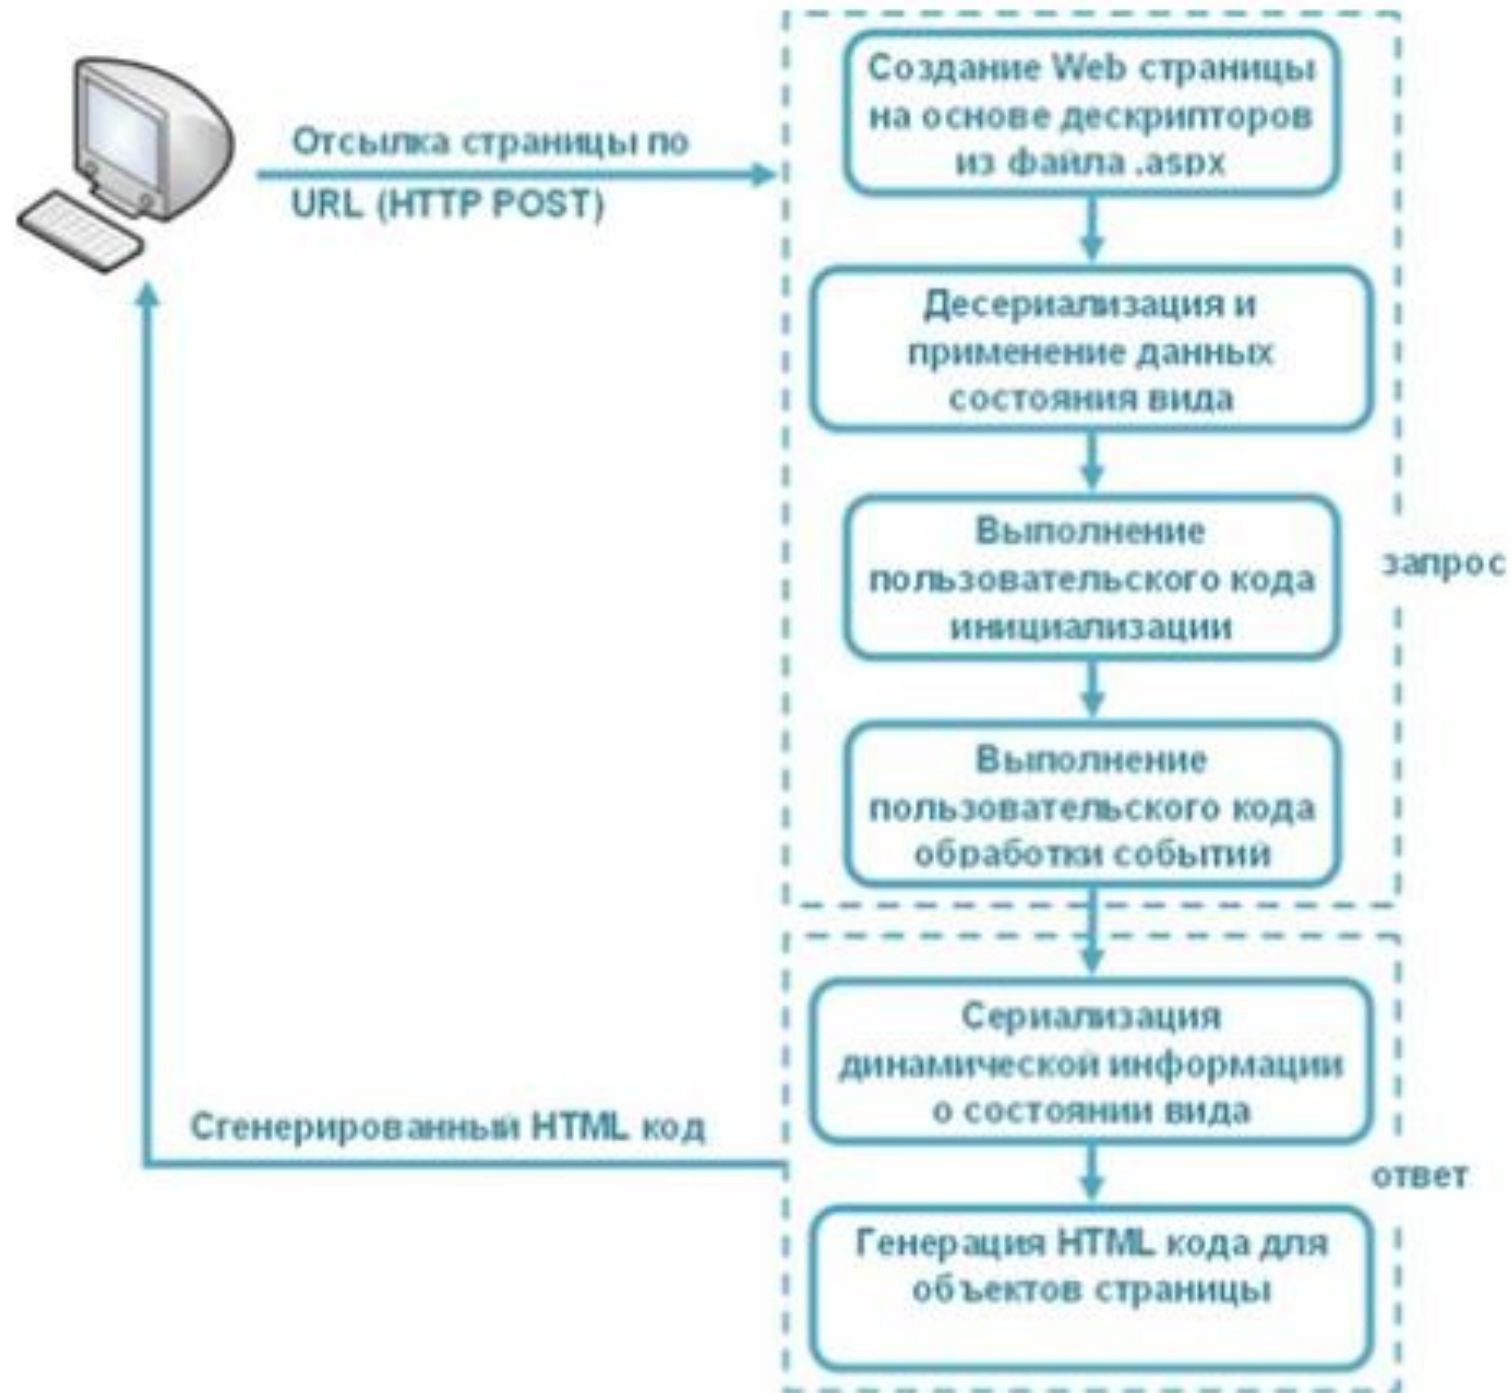 Создание Web страницы
на основе дескрипторов
из файла .aspx
Отсылка страницы по
URL (HTTP POST)
Десериализация и
применение данных
состояния вида
Выполнение
пользовательского кода
инициализации
запрос
Выполнение
пользовательского кода
обработки событий
Сериализация
динамической информации
о состоянии вида
Сгенерированный HTML код
ответ
Генерация HTML кода для
объектов страницы